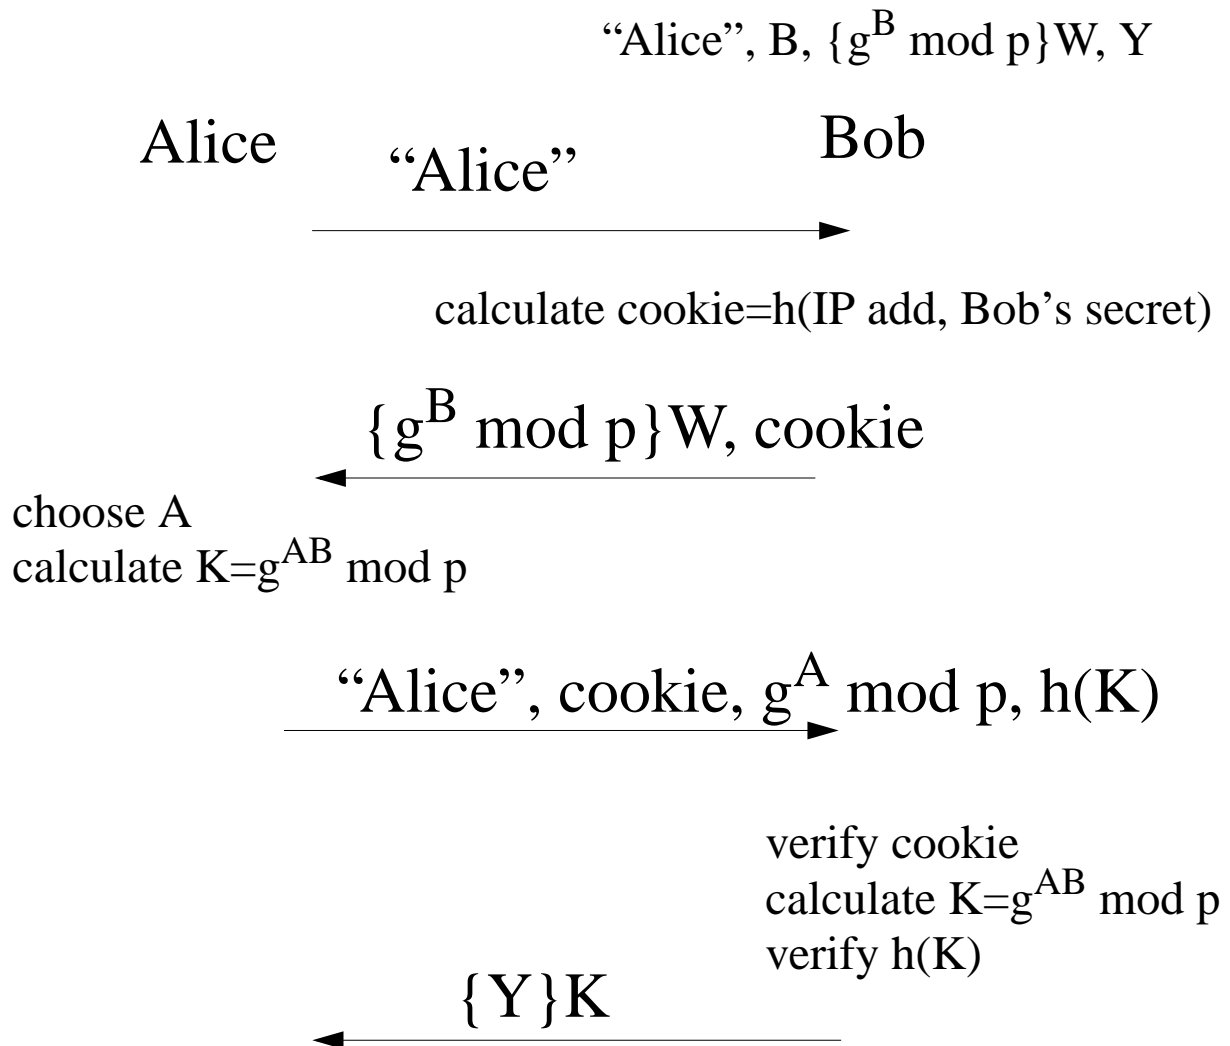 “Alice”, B, {g^B mod p}W, Y
Alice
Bob
“Alice”
calculate cookie=h(IP add, Bob’s secret)
{g^B mod p}W, cookie
choose A
calculate K=g^AB mod p
“Alice”, cookie, g^A mod p, h(K)
verify cookie
calculate K=g^AB mod p
verify h(K)
{Y}K